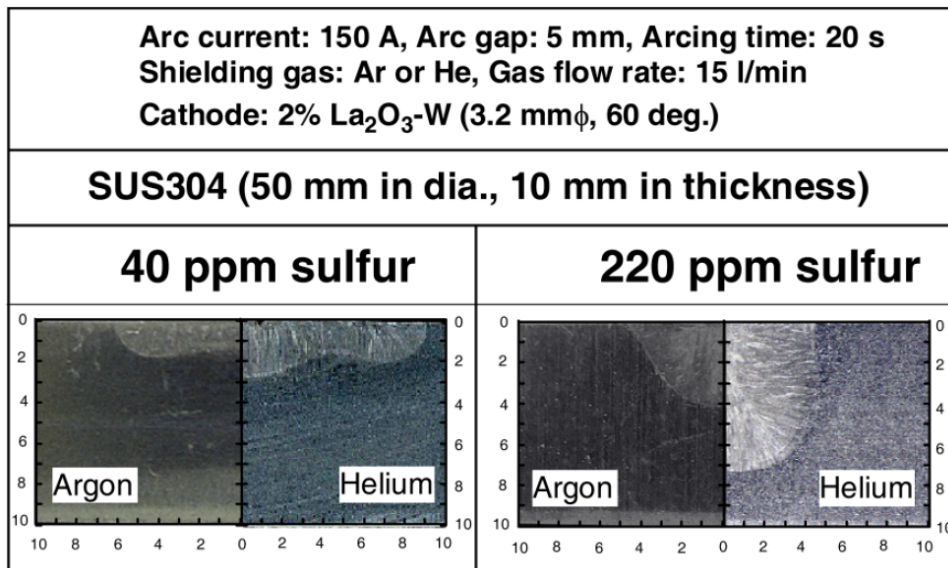 Arc current: 150 A, Arc gap: 5 mm, Arcing time: 20 s
Shielding gas: Ar or He, Gas flow rate: 15 l/min
Cathode: 2% La₂O₃-W (3.2 mmϕ, 60 deg.)
SUS304 (50 mm in dia., 10 mm in thickness)
40 ppm sulfur
220 ppm sulfur
0
2
4
6
8
10
Argon
10 8 6 4 2 0 2 4 6 8 10
Helium
0
2
4
6
8
10
0
2
4
6
8
10
Argon
10 8 6 4 2 0 2 4 6 8 10
Helium
0
2
4
6
8
10